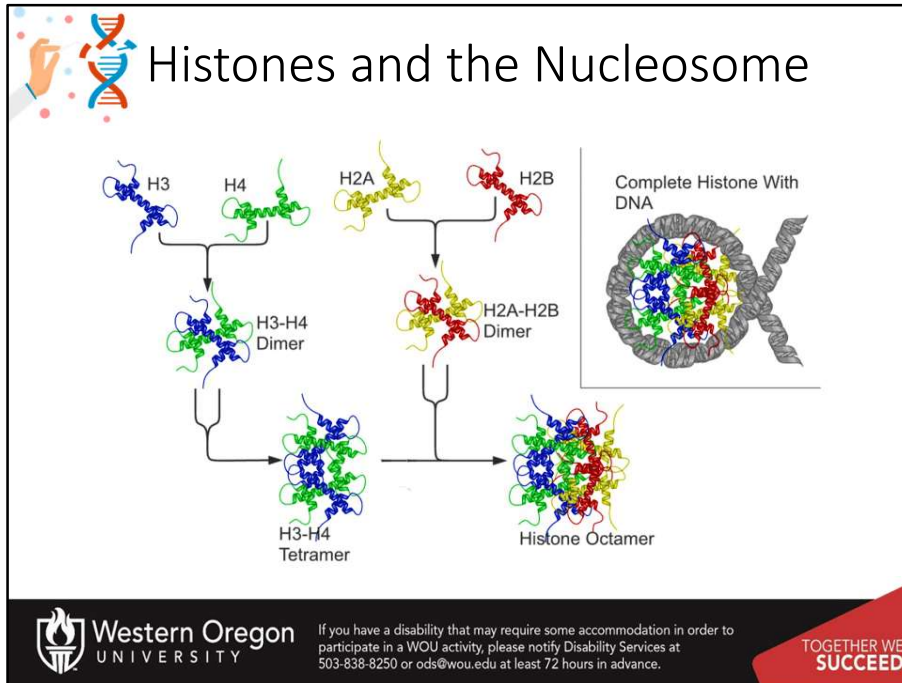 Histones and the Nucleosome
H3
H4
H2A
H2B
Complete Histone With
DNA
H3-H4
Dimer
H2A-H2B
Dimer
H3-H4
Tetramer
Histone Octamer
Western Oregon
UNIVERSITY
If you have a disability that may require some accommodation in order to
participate in a WOU activity, please notify Disability Services at
503-838-8250 or ods@wou.edu at least 72 hours in advance.
TOGETHER WE
SUCCEED